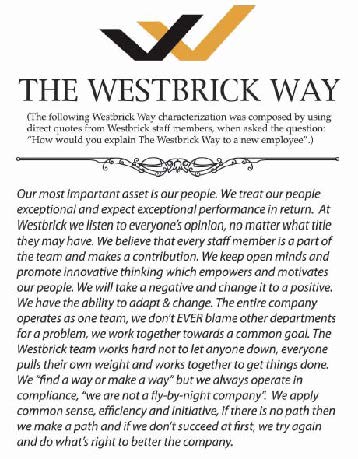 THE WESTBRICK WAY
(The following Westbrick Way characterization was composed by using
direct quotes from Westbrick staff members, when asked the question:
"How would you explain The Westbrick Way to a new employee".)
Our most important asset is our people. We treat our people
exceptional and expect exceptional performance in return. At
Westbrick we listen to everyone's opinion, no matter what title
they may have. We believe that every staff member is a part of
the team and makes a contribution. We keep open minds and
promote innovative thinking which empowers and motivates
our people. We will take a negative and change it to a positive.
We have the ability to adapt & change. The entire company
operates as one team, we don't EVER blame other departments
for a problem, we work together towards a common goal. The
Westbrick team works hard not to let anyone down, everyone
pulls their own weight and works together to get things done.
We "find a way or make a way" but we always operate in
compliance, "we are not a fly-by-night company". We apply
common sense, efficiency and initiative, if there is no path then
we make a path and if we don't succeed at first, we try again
and do what's right to better the company.